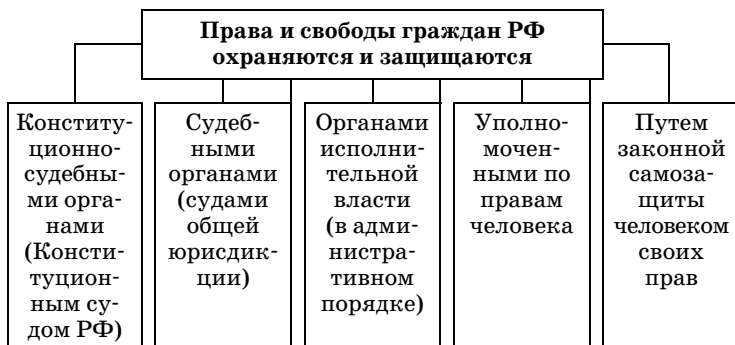 Права и свободы граждан РФ
охраняются и защищаются
Конститу-
ционно-
судебны-
ми орга-
нами
(Консти-
туцион-
ным су-
дом РФ)
Судеб-
ными
органами
(судами
общей
юрисдик-
ции)
Органами
исполни-
тельной
власти
(в адми-
нистра-
тивном
порядке)
Уполно-
мочен-
ными по
правам
человека
Путем
законной
самоза-
щиты
человеком
своих
прав